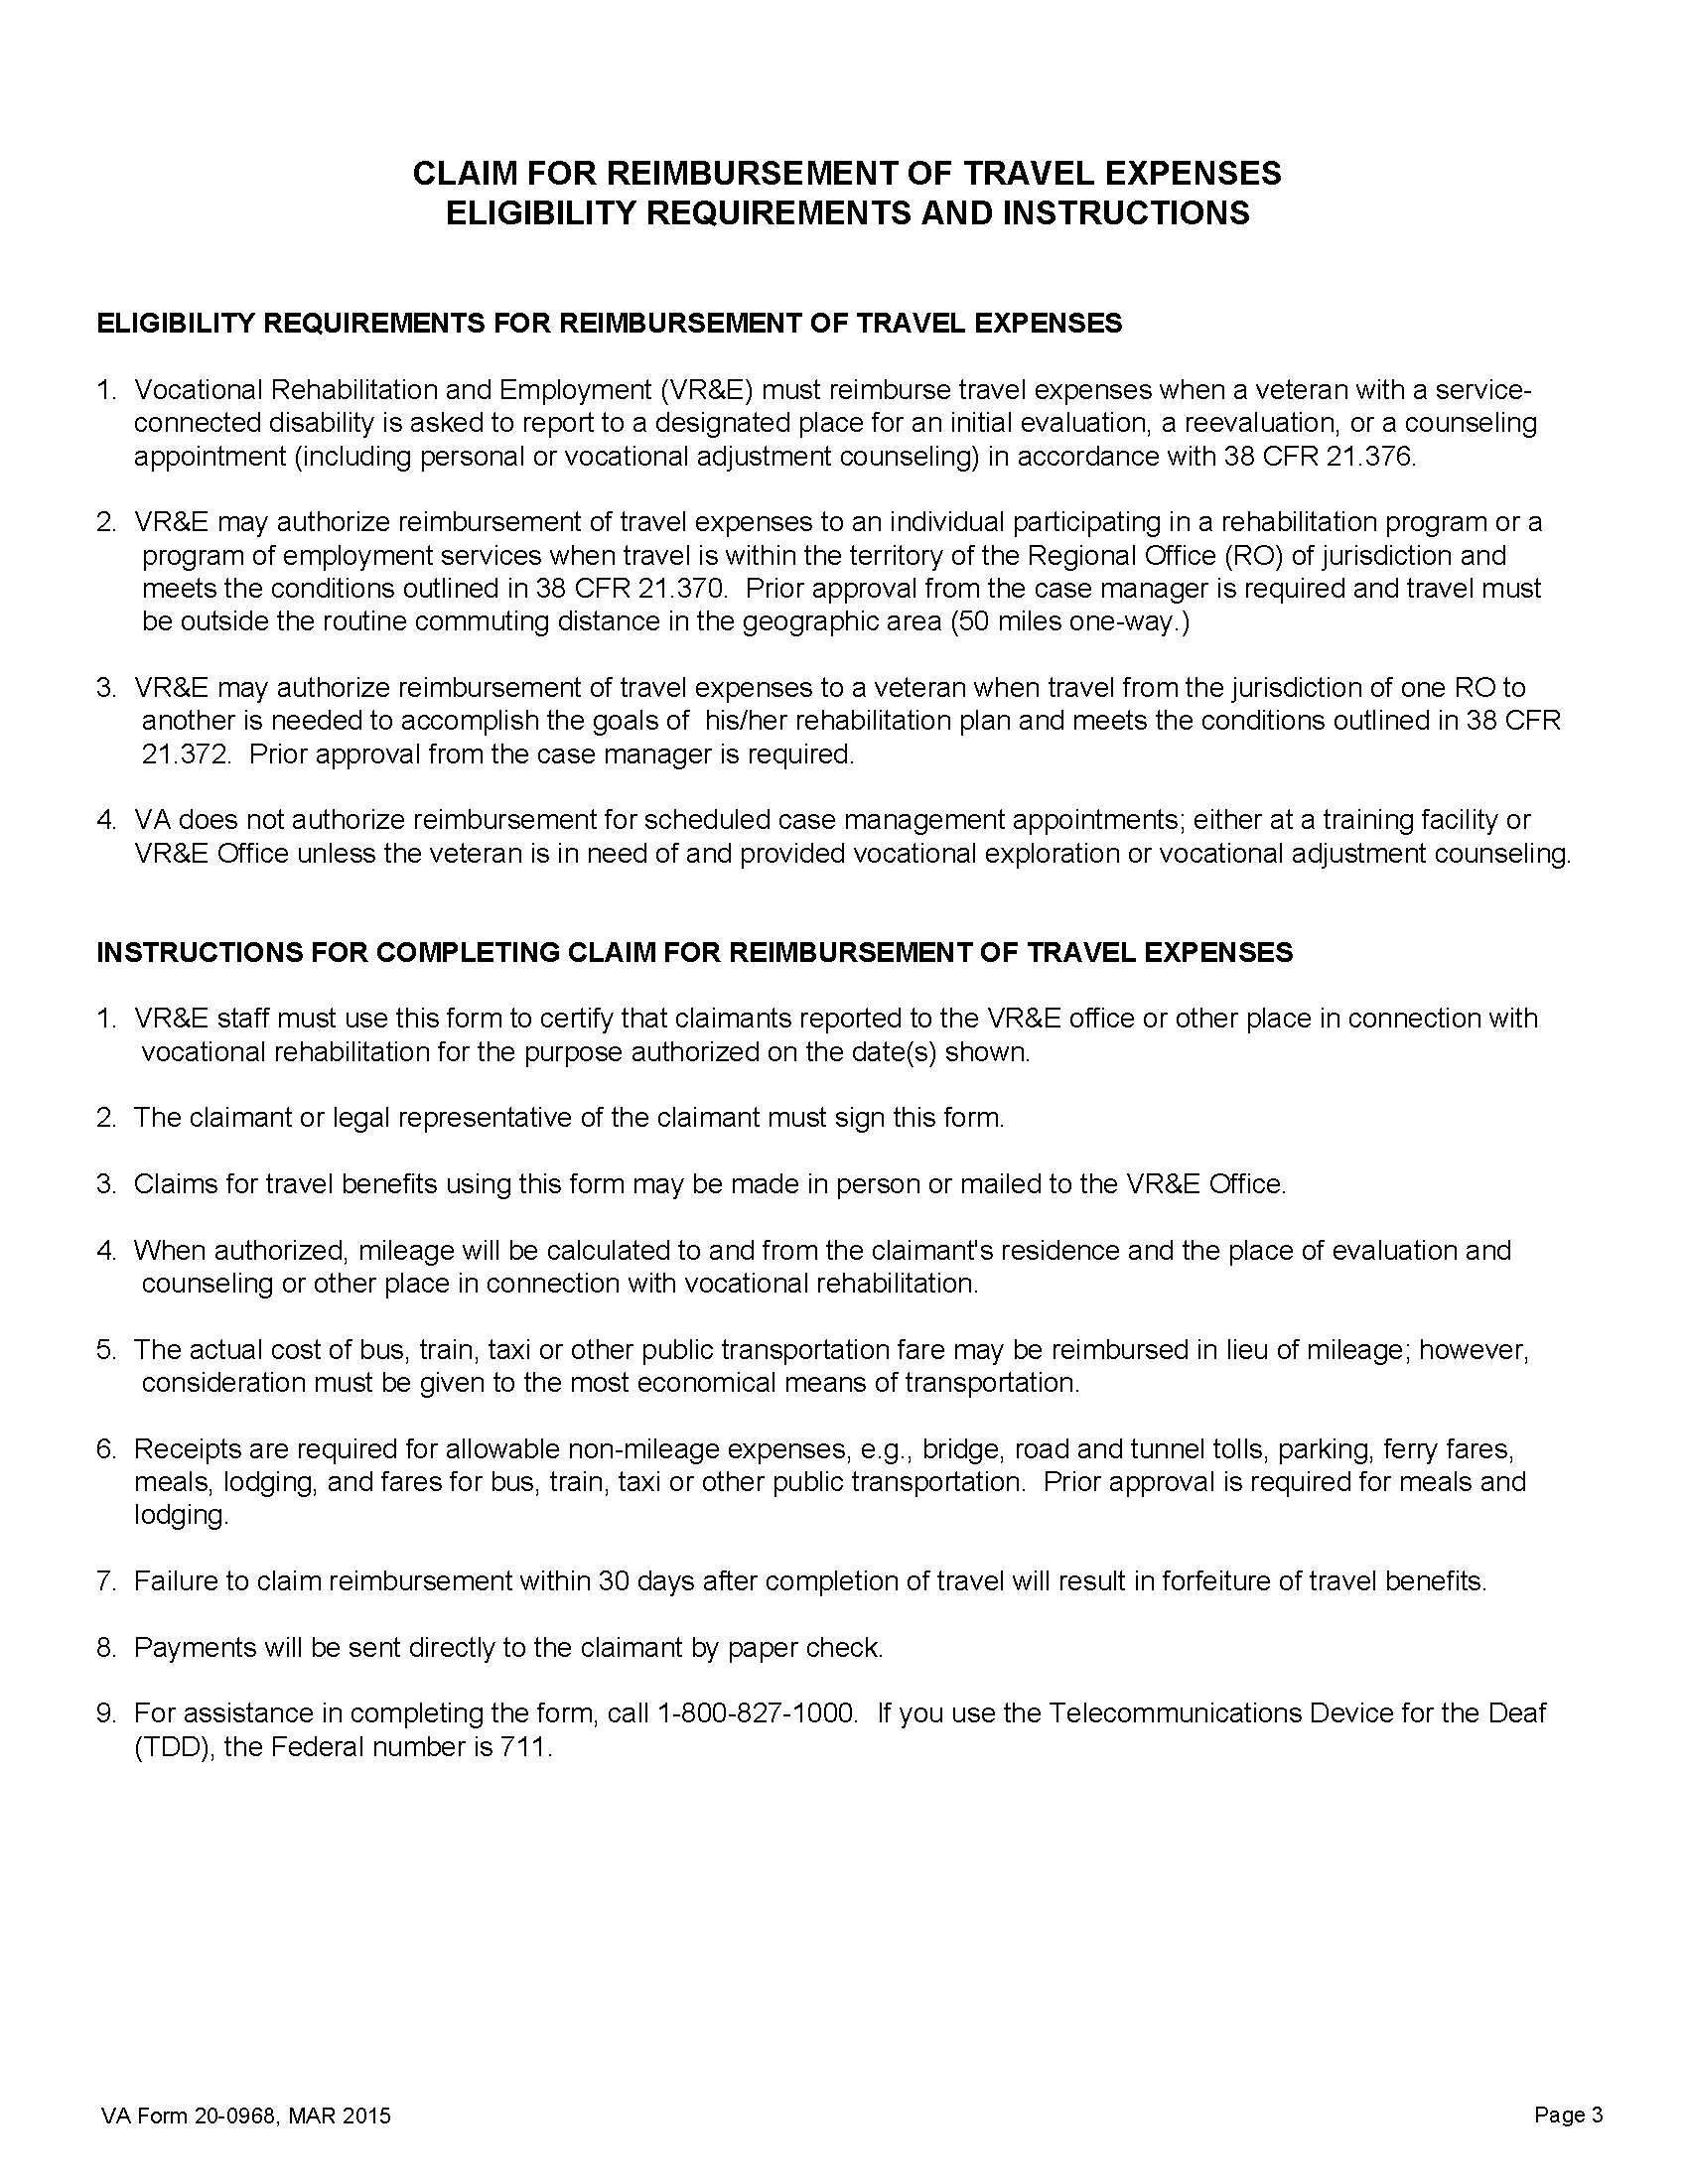 CLAIM FOR REIMBURSEMENT OF TRAVEL EXPENSES
ELIGIBILITY REQUIREMENTS AND INSTRUCTIONS
ELIGIBILITY REQUIREMENTS FOR REIMBURSEMENT OF TRAVEL EXPENSES
1. Vocational Rehabilitation and Employment (VR&E) must reimburse travel expenses when a veteran with a service-
connected disability is asked to report to a designated place for an initial evaluation, a reevaluation, or a counseling
appointment (including personal or vocational adjustment counseling) in accordance with 38 CFR 21.376.
2. VR&E may authorize reimbursement of travel expenses to an individual participating in a rehabilitation program or a
program of employment services when travel is within the territory of the Regional Office (RO) of jurisdiction and
meets the conditions outlined in 38 CFR 21.370. Prior approval from the case manager is required and travel must
be outside the routine commuting distance in the geographic area (50 miles one-way.)
3. VR&E may authorize reimbursement of travel expenses to a veteran when travel from the jurisdiction of one RO to
another is needed to accomplish the goals of his/her rehabilitation plan and meets the conditions outlined in 38 CFR
21.372. Prior approval from the case manager is required.
4. VA does not authorize reimbursement for scheduled case management appointments; either at a training facility or
VR&E Office unless the veteran is in need of and provided vocational exploration or vocational adjustment counseling.
INSTRUCTIONS FOR COMPLETING CLAIM FOR REIMBURSEMENT OF TRAVEL EXPENSES
1. VR&E staff must use this form to certify that claimants reported to the VR&E office or other place in connection with
vocational rehabilitation for the purpose authorized on the date(s) shown.
2. The claimant or legal representative of the claimant must sign this form.
3. Claims for travel benefits using this form may be made in person or mailed to the VR&E Office.
4. When authorized, mileage will be calculated to and from the claimant's residence and the place of evaluation and
counseling or other place in connection with vocational rehabilitation.
5. The actual cost of bus, train, taxi or other public transportation fare may be reimbursed in lieu of mileage; however,
consideration must be given to the most economical means of transportation.
6. Receipts are required for allowable non-mileage expenses, e.g., bridge, road and tunnel tolls, parking, ferry fares,
meals, lodging, and fares for bus, train, taxi or other public transportation. Prior approval is required for meals and
lodging.
7. Failure to claim reimbursement within 30 days after completion of travel will result in forfeiture of travel benefits.
8. Payments will be sent directly to the claimant by paper check.
9. For assistance in completing the form, call 1-800-827-1000. If you use the Telecommunications Device for the Deaf
(TDD), the Federal number is 711.
VA Form 20-0968, MAR 2015
Page 3